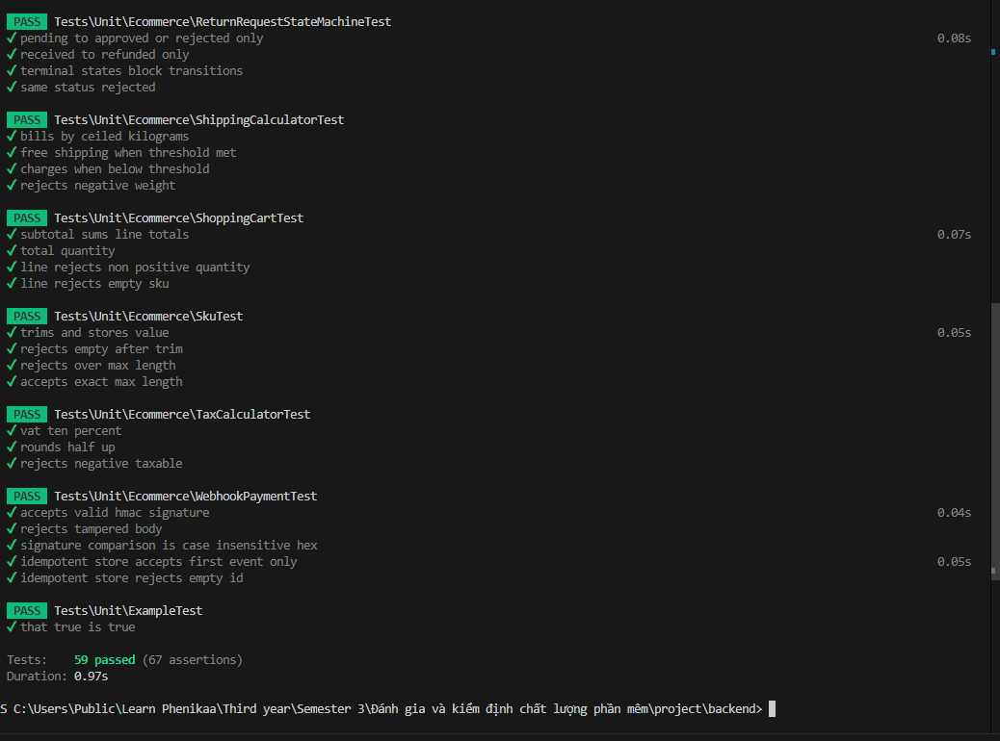 PASS Tests\Unit\Ecommerce\ReturnRequestStateMachineTest
✓ pending to approved or rejected only 0.08s
✓ received to refunded only
✓ terminal states block transitions
✓ same status rejected
PASS Tests\Unit\Ecommerce\ShippingCalculatorTest
✓ bills by ceiled kilograms
✓ free shipping when threshold met
✓ charges when below threshold
✓ rejects negative weight
PASS Tests\Unit\Ecommerce\ShoppingCartTest
✓ subtotal sums line totals 0.07s
✓ total quantity
✓ line rejects non positive quantity
✓ line rejects empty sku
PASS Tests\Unit\Ecommerce\SkuTest
✓ trims and stores value 0.05s
✓ rejects empty after trim
✓ rejects over max length
✓ accepts exact max length
PASS Tests\Unit\Ecommerce\TaxCalculatorTest
✓ vat ten percent
✓ rounds half up
✓ rejects negative taxable
PASS Tests\Unit\Ecommerce\WebhookPaymentTest
✓ accepts valid hmac signature 0.04s
✓ rejects tampered body
✓ signature comparison is case insensitive hex
✓ idempotent store accepts first event only 0.05s
✓ idempotent store rejects empty id
PASS Tests\Unit\ExampleTest
✓ that true is true
Tests: 59 passed (67 assertions)
Duration: 0.97s
S C:\Users\Public\Learn Phenikaa\Third year\Semester 3\Đánh gia và kiểm định chất lượng phần mêm\project\backend>